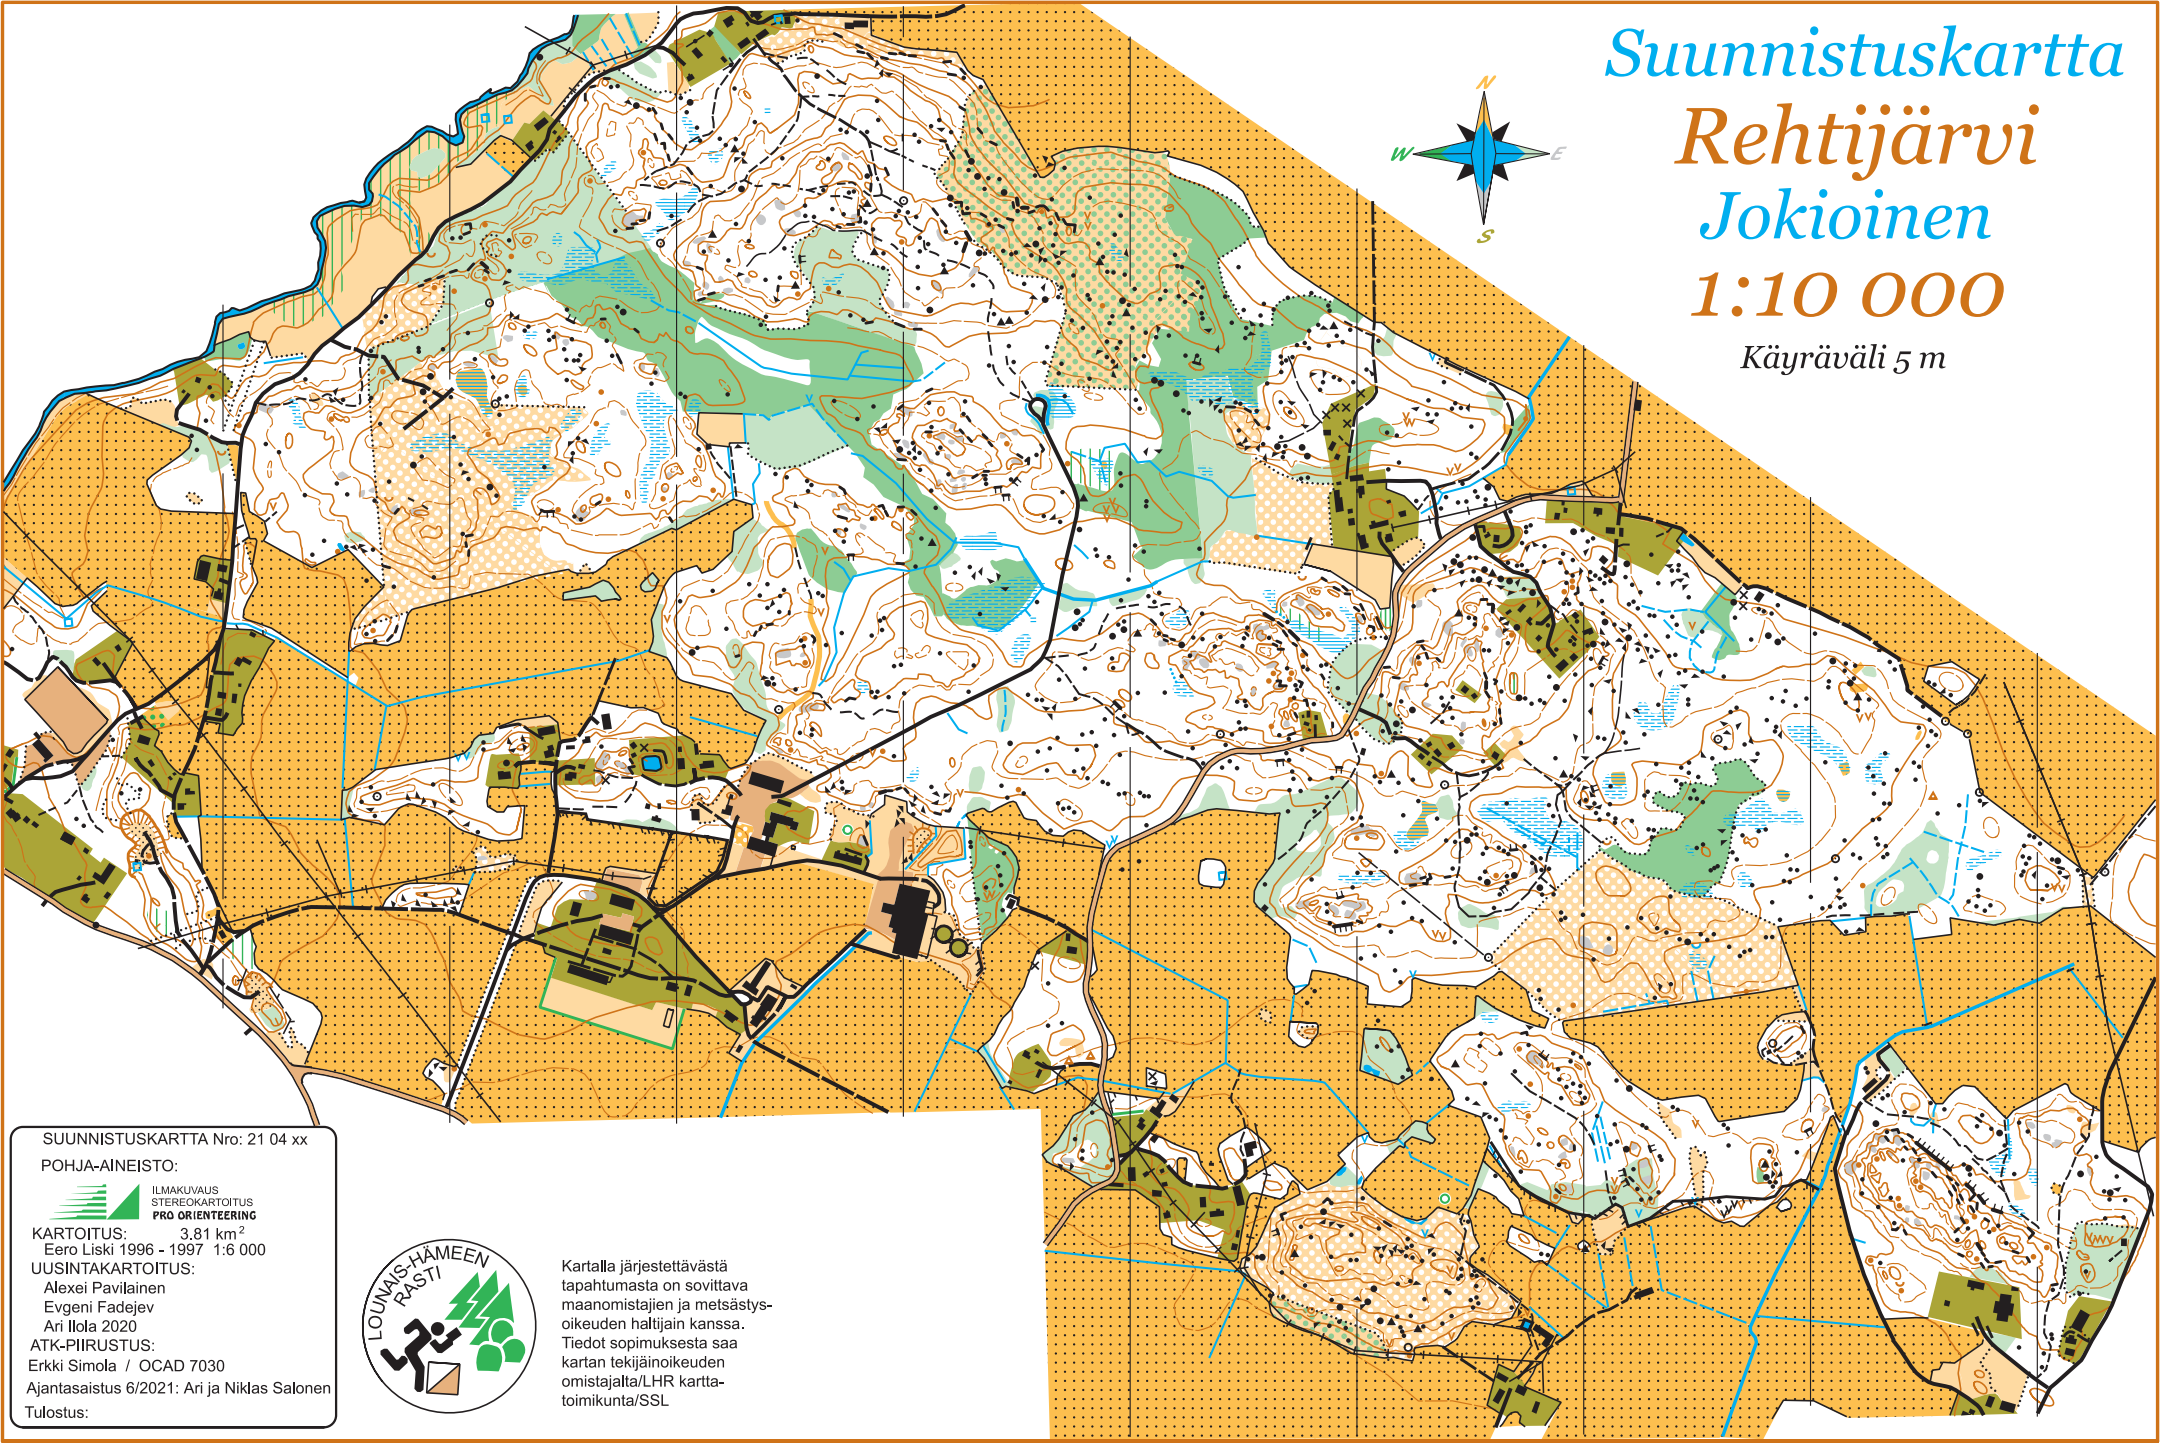 Suunnistuskartta
Rehtijärvi
Jokioinen
1:10 000
Käyräväli 5 m
N
W
E
S
SUUNNISTUSKARTTA Nro: 21 04 xx
POHJA-AINEISTO:
ILMAKUVAUS
STEREOKARTOITUS
PRO ORIENTEERING
KARTOITUS: 3.81 km²
Eero Liski 1996 - 1997 1:6 000
UUSINTAKARTOITUS:
Alexei Pavilainen
Evgeni Fadejev
Ari Ilola 2020
ATK-PIIRUSTUS:
Erkki Simola / OCAD 7030
Ajantasaistus 6/2021: Ari ja Niklas Salonen
Tulostus:
LOUNAIS-HÄMEEN
RASTI
Kartalla järjestettävästä
tapahtumasta on sovittava
maanomistajien ja metsästys-
oikeuden haltijain kanssa.
Tiedot sopimuksesta saa
kartan tekijäinoikeuden
omistajalta/LHR kartta-
toimikunta/SSL